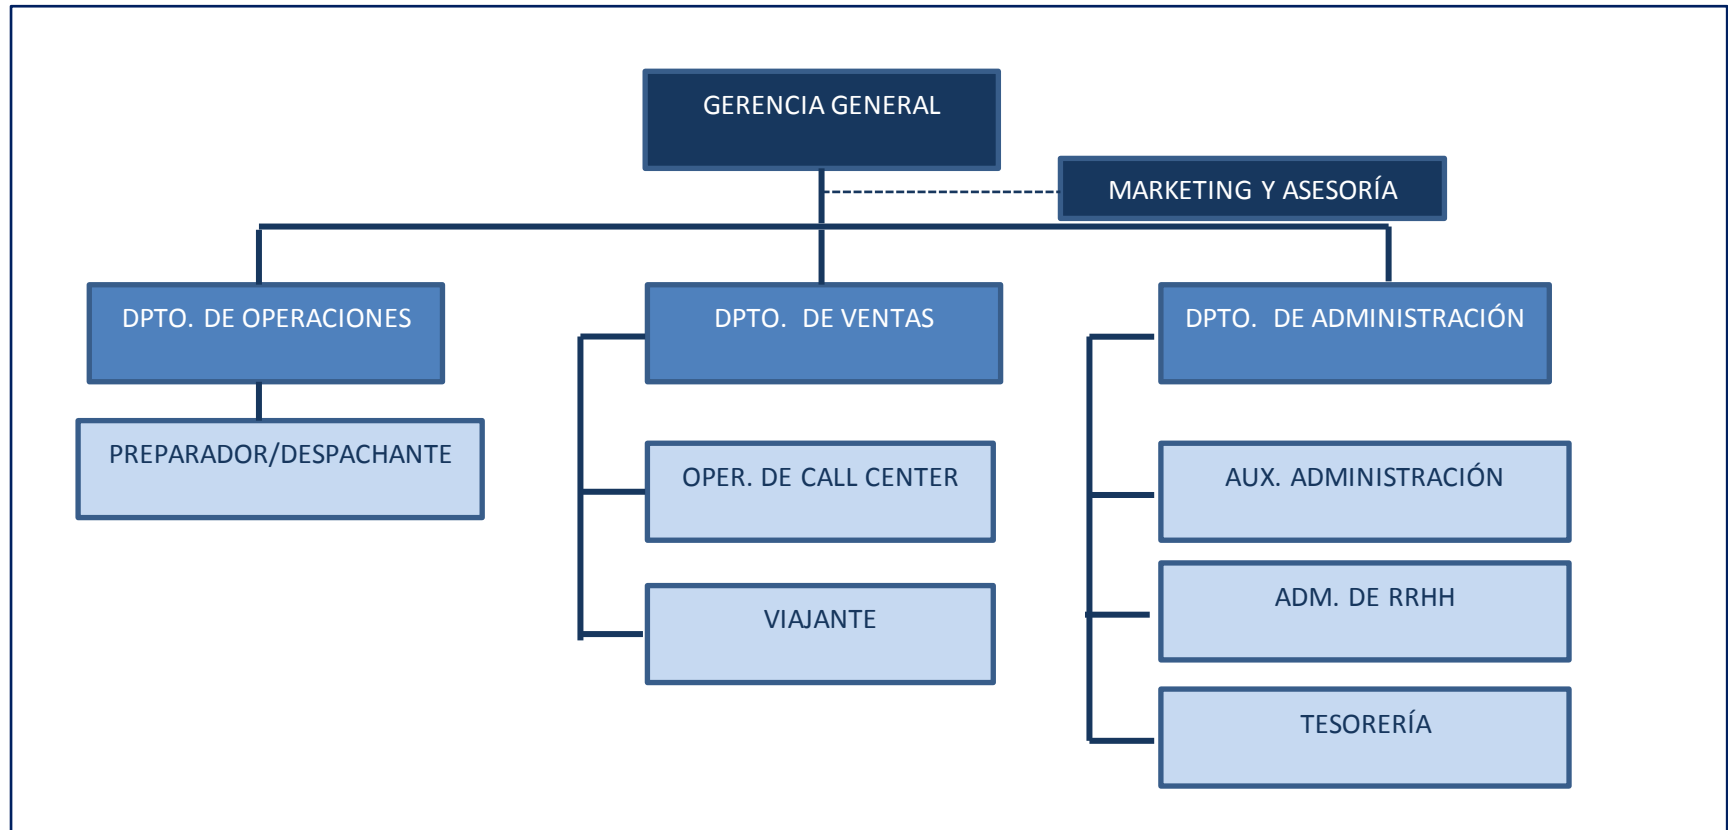 GERENCIA GENERAL
MARKETING Y ASESORÍA
DPTO. DE OPERACIONES
DPTO. DE VENTAS
DPTO. DE ADMINISTRACIÓN
PREPARADOR/DESPACHANTE
OPER. DE CALL CENTER
AUX. ADMINISTRACIÓN
VIAJANTE
ADM. DE RRHH
TESORERÍA